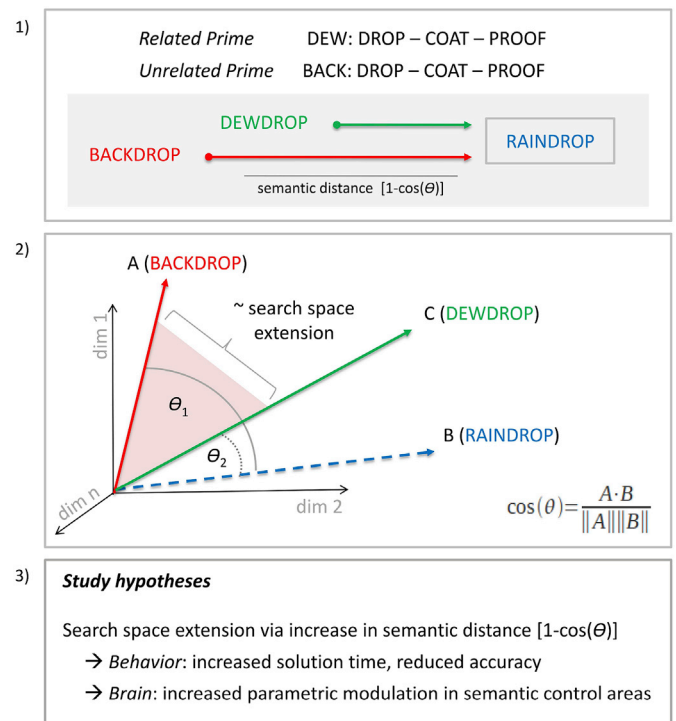 1)
Related Prime DEW: DROP – COAT – PROOF
Unrelated Prime BACK: DROP – COAT – PROOF
DEWDROP
RAINDROP
BACKDROP
semantic distance [1-cos(Θ)]
2)
A (BACKDROP)
~ search space
extension
C (DEWDROP)
dim 1
Θ1
Θ2
B (RAINDROP)
dim n
dim 2
cos(θ)=A·B/‖A‖‖B‖
3)
Study hypotheses
Search space extension via increase in semantic distance [1-cos(Θ)]
→ Behavior: increased solution time, reduced accuracy
→ Brain: increased parametric modulation in semantic control areas